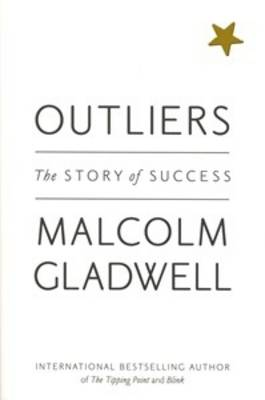 OUTLIERS
The STORY of SUCCESS
MALCOLM
GLADWELL
INTERNATIONAL BESTSELLING AUTHOR
of The Tipping Point and Blink